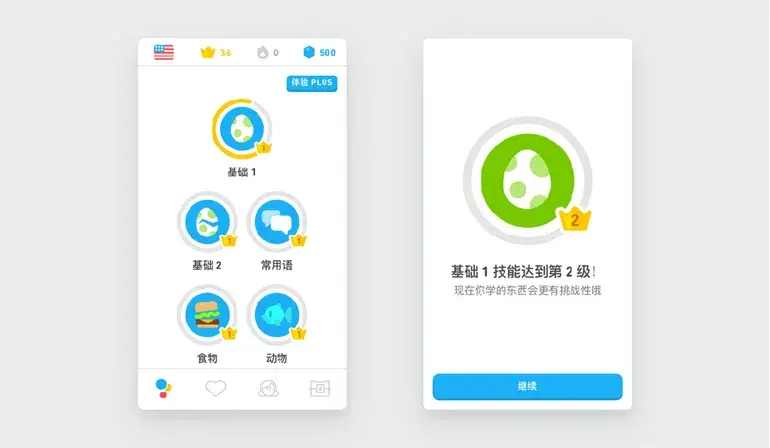 36 0 500
体验 PLUS
1
基础 1
1 1
基础 2 常用语
1 1
食物 动物
2
基础 1 技能达到第 2 级！
现在你学的东西会更有挑战性哦
继续